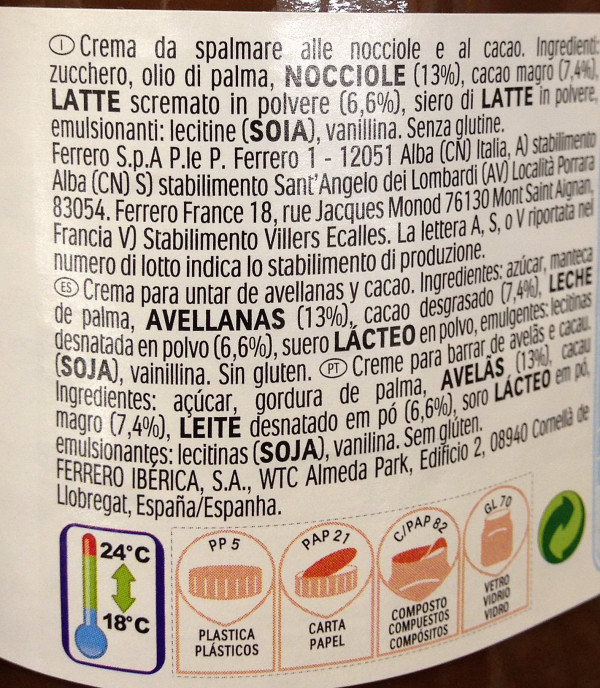 I Crema da spalmare alle nocciole e al cacao. Ingredienti:
zucchero, olio di palma, NOCCIOLE (13%), cacao magro (7,4%),
LATTE scremato in polvere (6,6%), siero di LATTE in polvere,
emulsionanti: lecitine (SOIA), vanillina. Senza glutine.
Ferrero S.p.A P.le P. Ferrero 1 - 12051 Alba (CN) Italia, A) stabilimento
Alba (CN) S) stabilimento Sant'Angelo dei Lombardi (AV) Località Porrara
83054. Ferrero France 18, rue Jacques Monod 76130 Mont Saint Aignan,
Francia V) Stabilimento Villers Ecalles. La lettera A, S, o V riportata nel
numero di lotto indica lo stabilimento di produzione.
ES Crema para untar de avellanas y cacao. Ingredientes: azúcar, manteca
de palma, AVELLANAS (13%), cacao desgrasado (7,4%), LECHE
desnatada en polvo (6,6%), suero LÁCTEO en polvo, emulgentes: lecitinas
(SOJA), vainillina. Sin gluten. PT Creme para barrar de avelãs e cacau.
Ingredientes: açúcar, gordura de palma, AVELÃS (13%), cacau
magro (7,4%), LEITE desnatado em pó (6,6%), soro LÁCTEO em pó,
emulsionantes: lecitinas (SOJA), vanilina. Sem glúten.
FERRERO IBÉRICA, S.A., WTC Almeda Park, Edificio 2, 08940 Cornellà de
Llobregat, España/Espanha.
24°C
18°C
PP 5
PLASTICA
PLÁSTICOS
PAP 21
CARTA
PAPEL
C/PAP 82
COMPOSTO
COMPUESTOS
COMPÓSITOS
GL 70
VETRO
VIDRIO
VIDRO